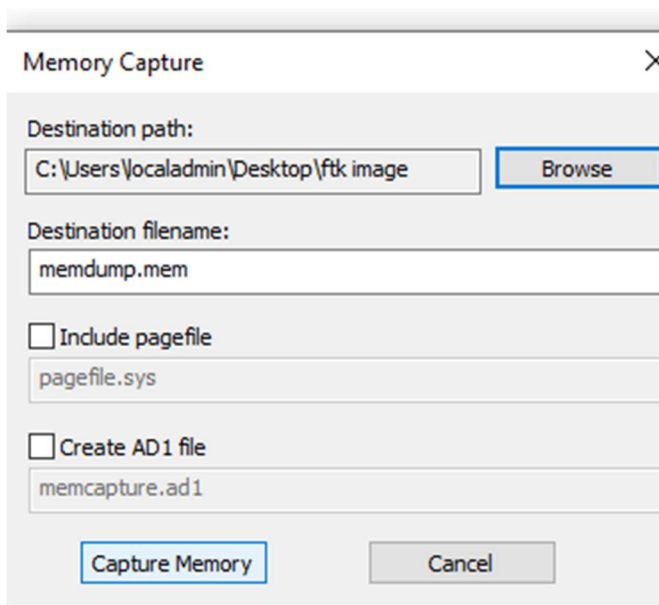 Memory Capture
Destination path:
C:\Users\localadmin\Desktop\ftk image
Browse
Destination filename:
memdump.mem
Include pagefile
pagefile.sys
Create AD1 file
memcapture.ad1
Capture Memory
Cancel